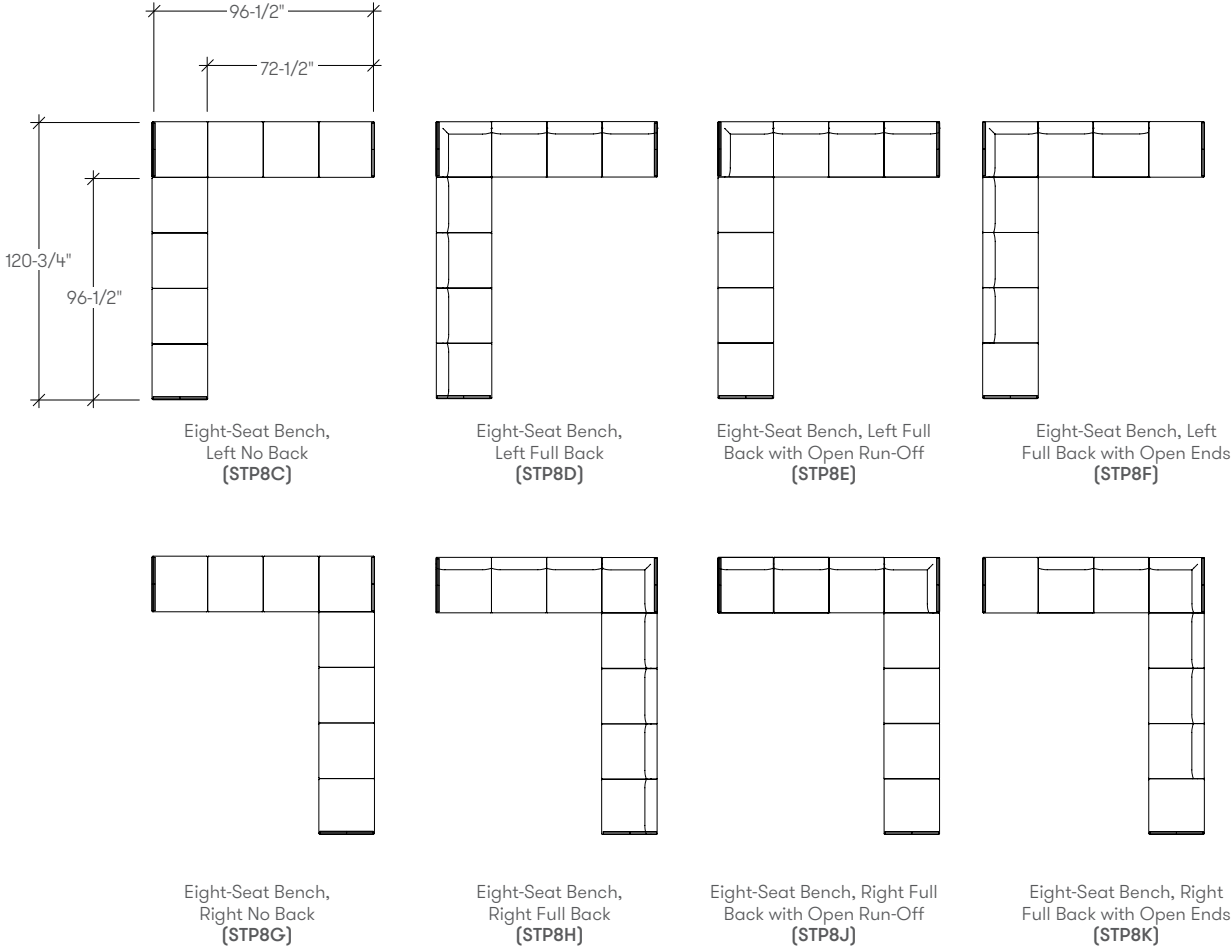 96-1/2"
72-1/2"
120-3/4"
96-1/2"
Eight-Seat Bench,
Left No Back
(STP8C)
Eight-Seat Bench,
Left Full Back
(STP8D)
Eight-Seat Bench, Left Full
Back with Open Run-Off
(STP8E)
Eight-Seat Bench, Left
Full Back with Open Ends
(STP8F)
Eight-Seat Bench,
Right No Back
(STP8G)
Eight-Seat Bench,
Right Full Back
(STP8H)
Eight-Seat Bench, Right Full
Back with Open Run-Off
(STP8J)
Eight-Seat Bench, Right
Full Back with Open Ends
(STP8K)